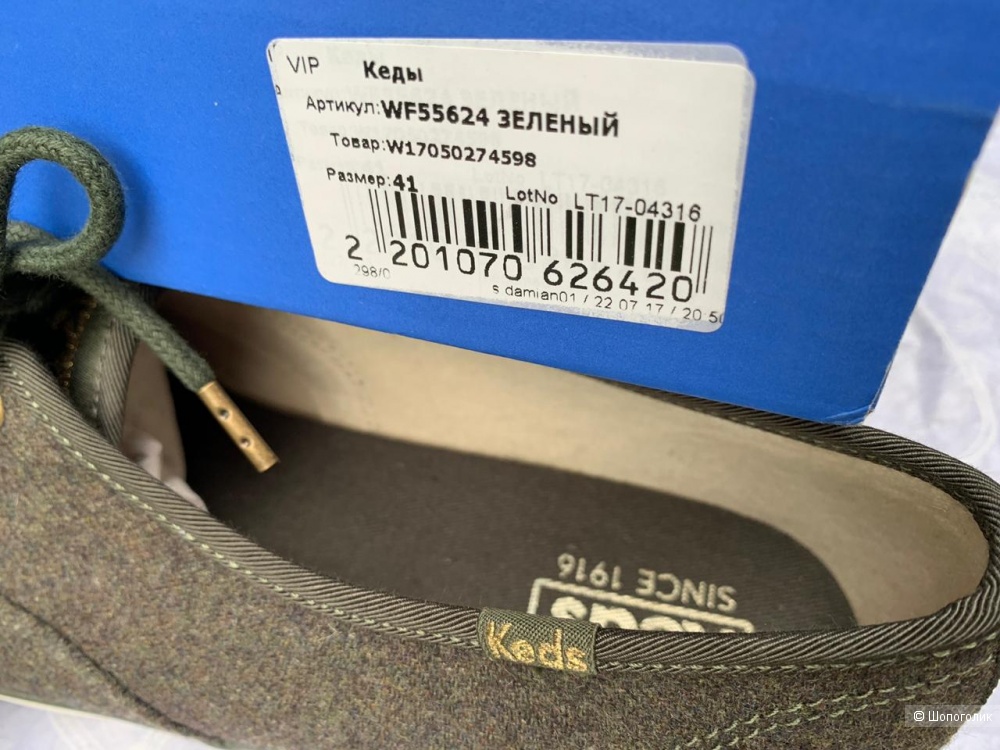 VIP Кеды
Артикул:WF55624 ЗЕЛЕНЫЙ
Товар:W17050274598
Размер:41
LotNo LT17-04316
2 201070 626420
298/0
s.damian01 / 22.07.17 / 20:50
SINCE 1916
Keds
Keds
© Шопоголик